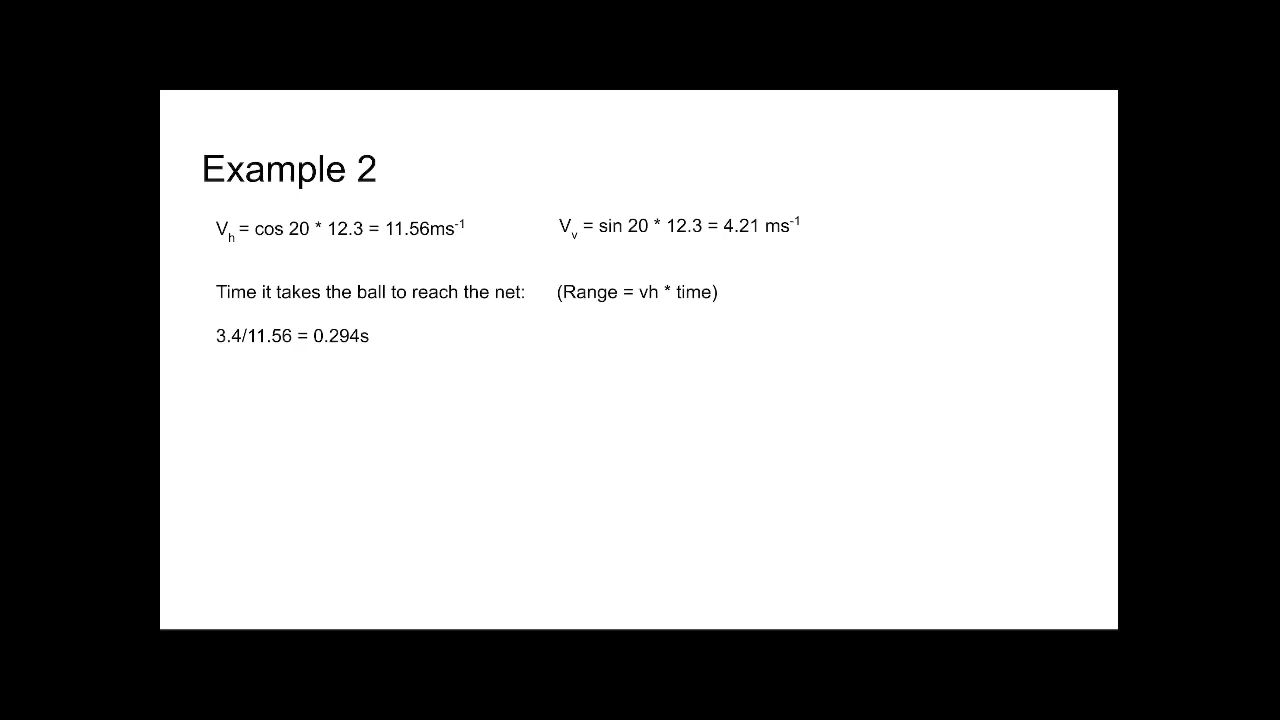 Example 2
Vh = cos 20 * 12.3 = 11.56ms-1
Vv = sin 20 * 12.3 = 4.21 ms-1
Time it takes the ball to reach the net: (Range = vh * time)
3.4/11.56 = 0.294s